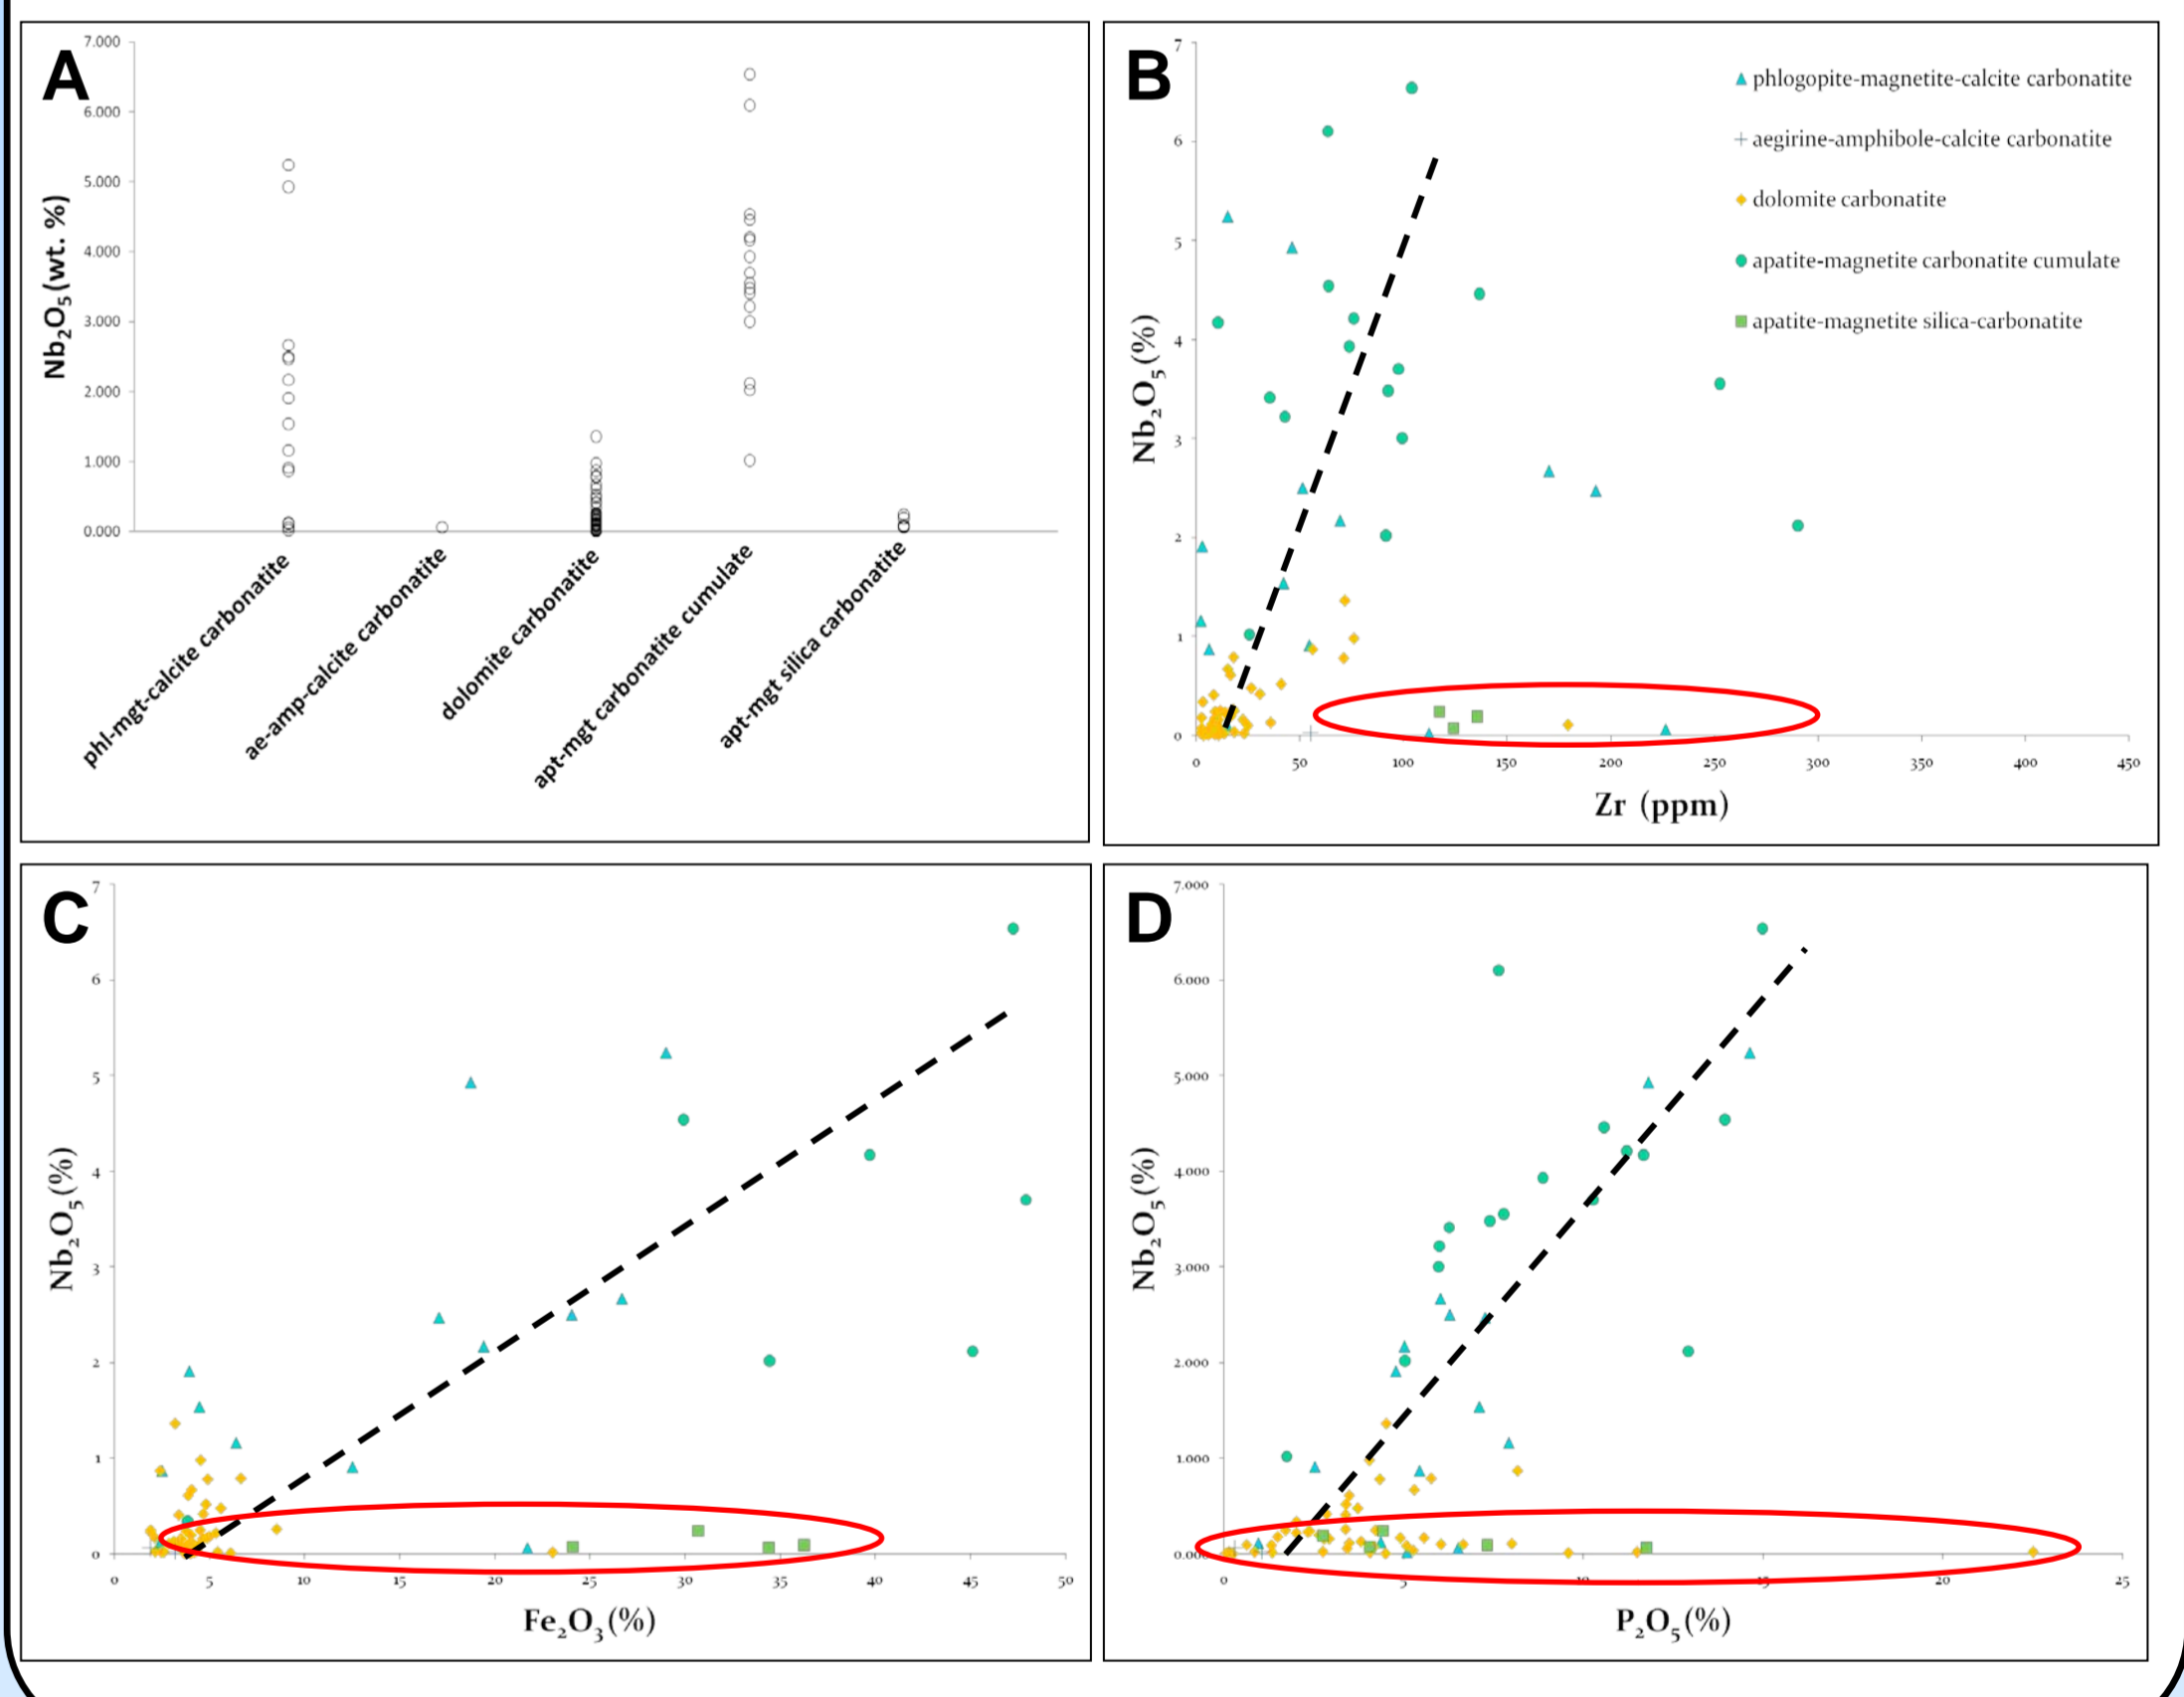 A
7.000
6.000
5.000
4.000
3.000
2.000
1.000
0.000
Nb₂O₅ (wt. %)
phl-mgt-calcite carbonatite
ae-amp-calcite carbonatite
dolomite carbonatite
apt-mgt carbonatite cumulate
apt-mgt silica carbonatite
B
7
6
5
4
3
2
1
0
Nb₂O₅ (%)
phlogopite-magnetite-calcite carbonatite
aegirine-amphibole-calcite carbonatite
dolomite carbonatite
apatite-magnetite carbonatite cumulate
apatite-magnetite silica-carbonatite
0 50 100 150 200 250 300 350 400 450
Zr (ppm)
C
7
6
5
4
3
2
1
0
Nb₂O₅ (%)
0 5 10 15 20 25 30 35 40 45 50
Fe₂O₃ (%)
D
7.000
6.000
5.000
4.000
3.000
2.000
1.000
0.000
Nb₂O₅ (%)
0 5 10 15 20 25
P₂O₅ (%)